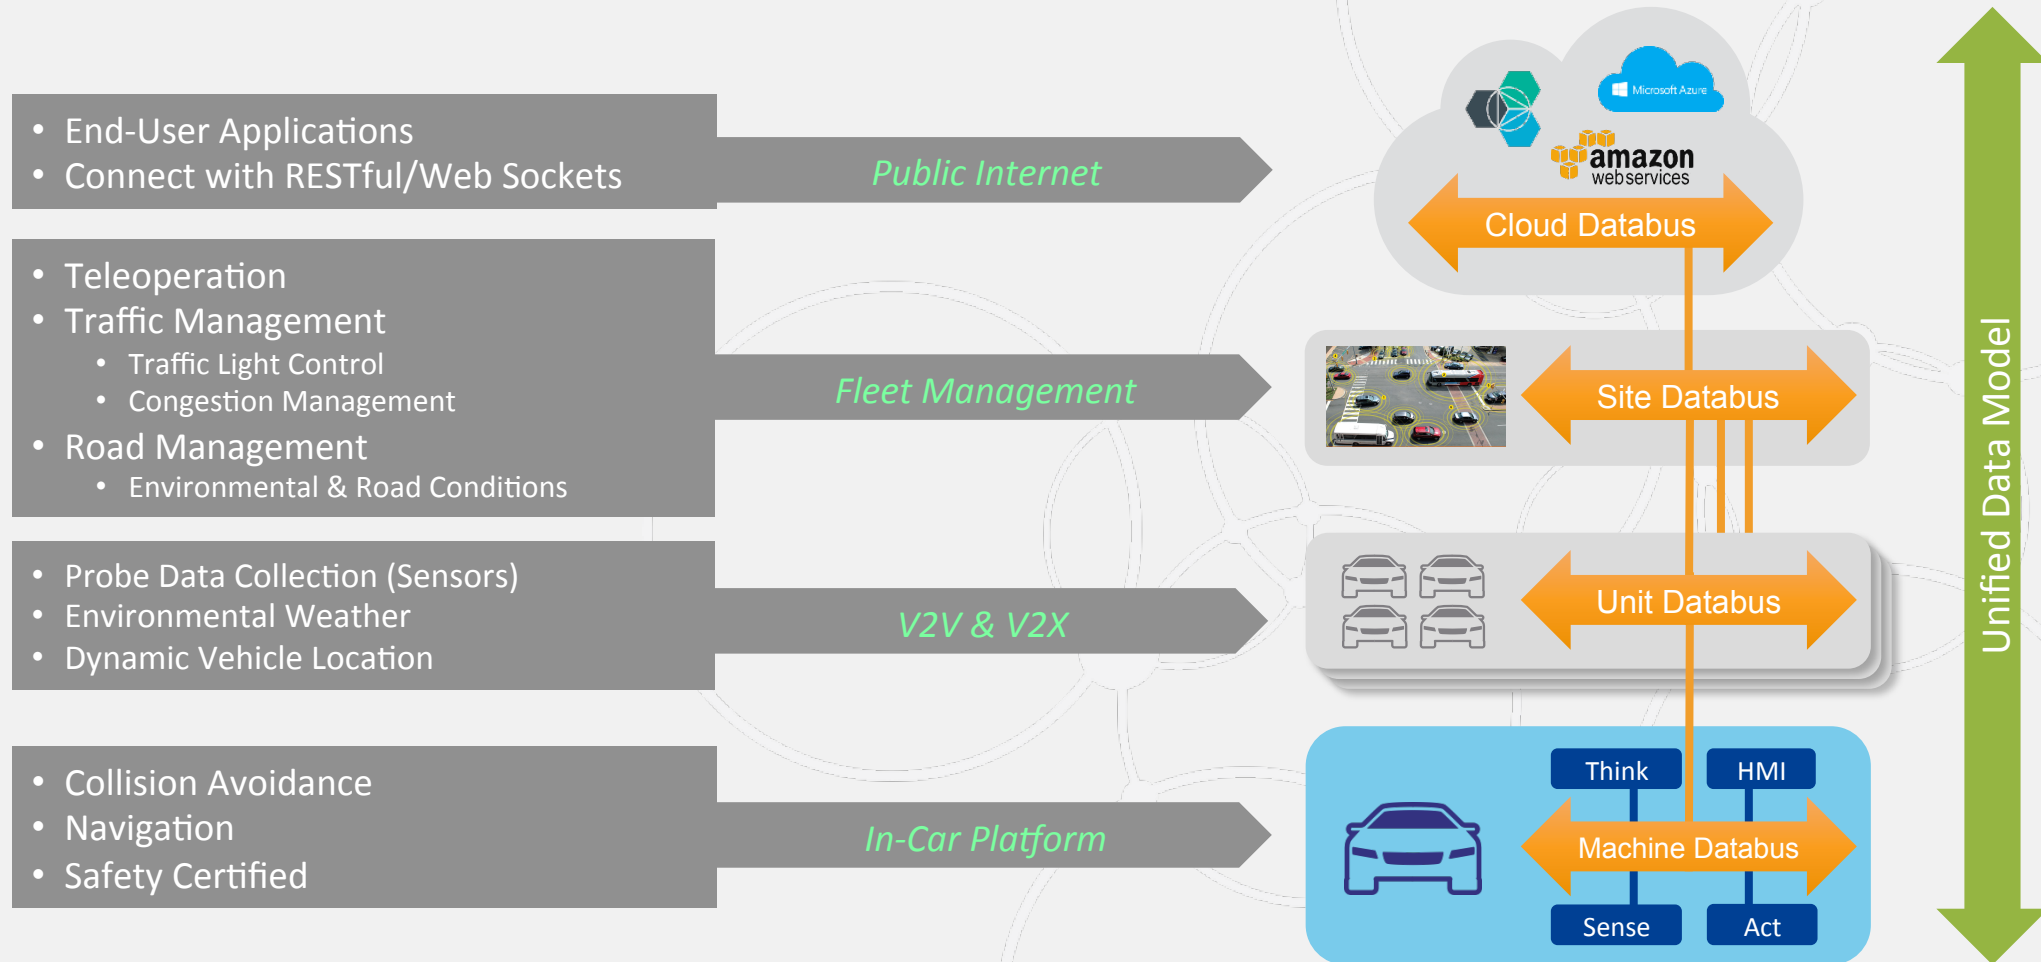 • End-User Applications
• Connect with RESTful/Web Sockets
Public Internet
Microsoft Azure
amazon
webservices
Cloud Databus
• Teleoperation
• Traffic Management
• Traffic Light Control
• Congestion Management
• Road Management
• Environmental & Road Conditions
Fleet Management
Site Databus
• Probe Data Collection (Sensors)
• Environmental Weather
• Dynamic Vehicle Location
V2V & V2X
Unit Databus
• Collision Avoidance
• Navigation
• Safety Certified
In-Car Platform
Think
HMI
Machine Databus
Sense
Act
Unified Data Model